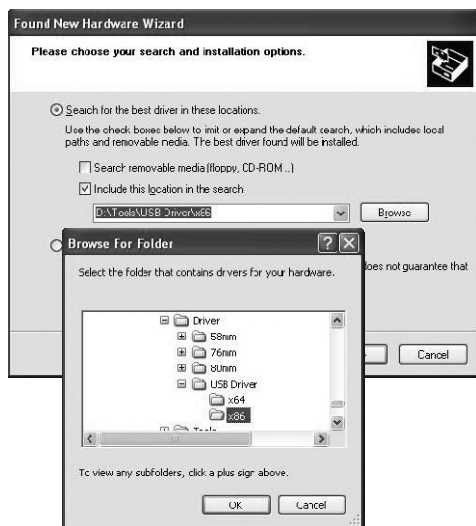 Found New Hardware Wizard
Please choose your search and installation options.
Search for the best driver in these locations.
Use the check boxes below to limit or expand the default search, which includes local
paths and removable media. The best driver found will be installed.
Search removable media (floppy, CD-ROM...)
Include this location in the search
D:\Tools\USB Driver\x86
Browse
Browse For Folder
does not guarantee that
Select the folder that contains drivers for your hardware.
Driver
58mm
76mm
80mm
USB Driver
x64
x86
Tools
Cancel
To view any subfolders, click a plus sign above.
OK
Cancel